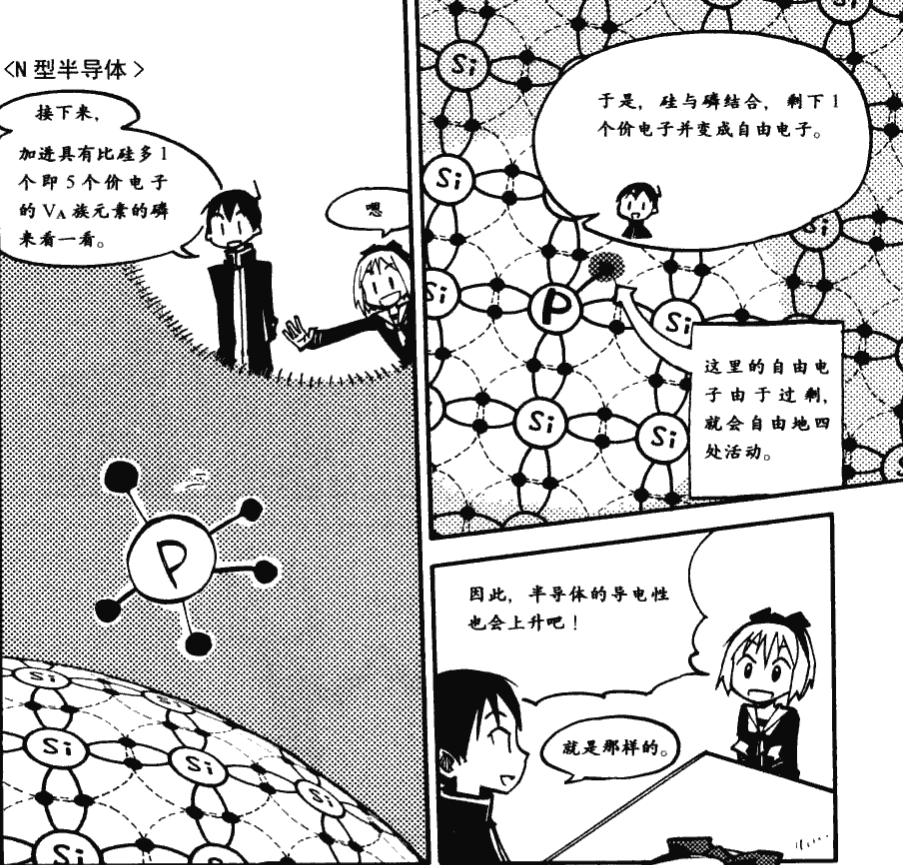 <N 型半导体>
接下来，
加进具有比硅多1
个即5个价电子
的VA族元素的磷
来看一看。
嗯
P
Si
Si
Si
Si
Si
Si
于是，硅与磷结合，剩下1
个价电子并变成自由电子。
Si
Si
Si
Si
Si
P
Si
Si
Si
这里的自由电
子由于过剩，
就会自由地四
处活动。
因此，半导体的导电性
也会上升吧！
就是那样的。